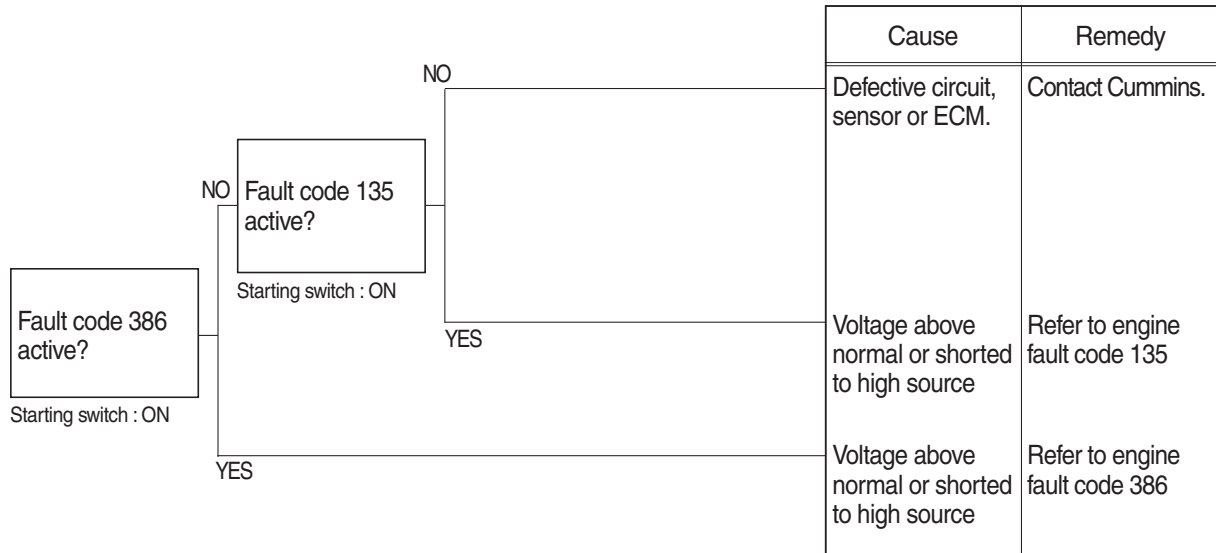 Cause
Remedy
NO
Defective circuit,
sensor or ECM.
Contact Cummins.
NO
Fault code 135
active?
Starting switch : ON
Fault code 386
active?
Starting switch : ON
YES
Voltage above
normal or shorted
to high source
Refer to engine
fault code 135
YES
Voltage above
normal or shorted
to high source
Refer to engine
fault code 386